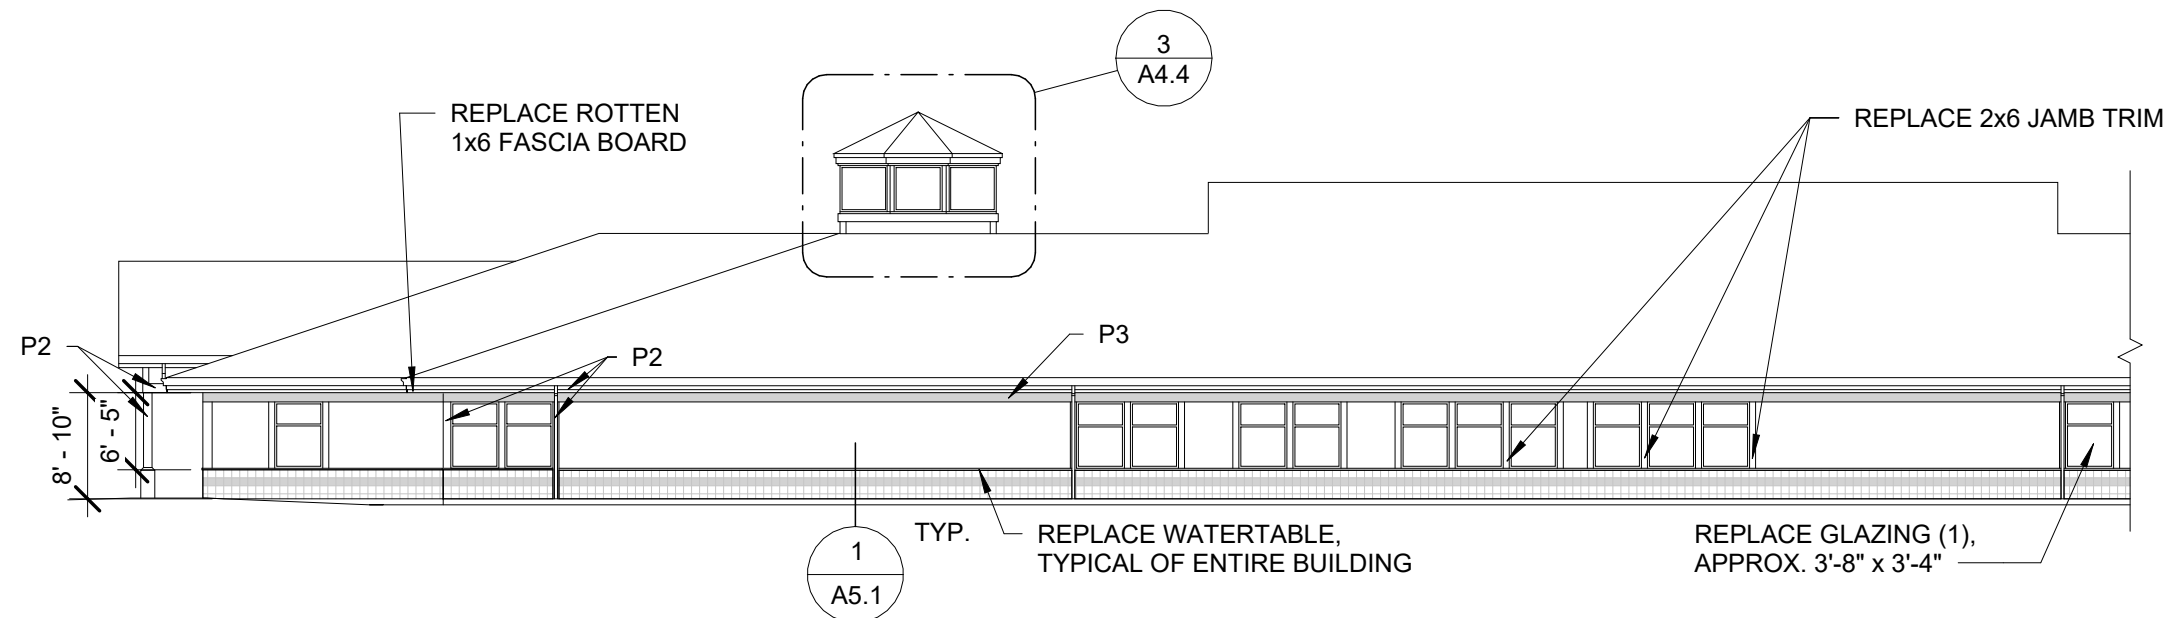 3
A4.4
REPLACE ROTTEN
1x6 FASCIA BOARD
REPLACE 2x6 JAMB TRIM
P2
P2
P3
8' - 10"
6' - 5"
TYP.
REPLACE WATERTABLE,
TYPICAL OF ENTIRE BUILDING
REPLACE GLAZING (1),
APPROX. 3'-8" x 3'-4"
1
A5.1